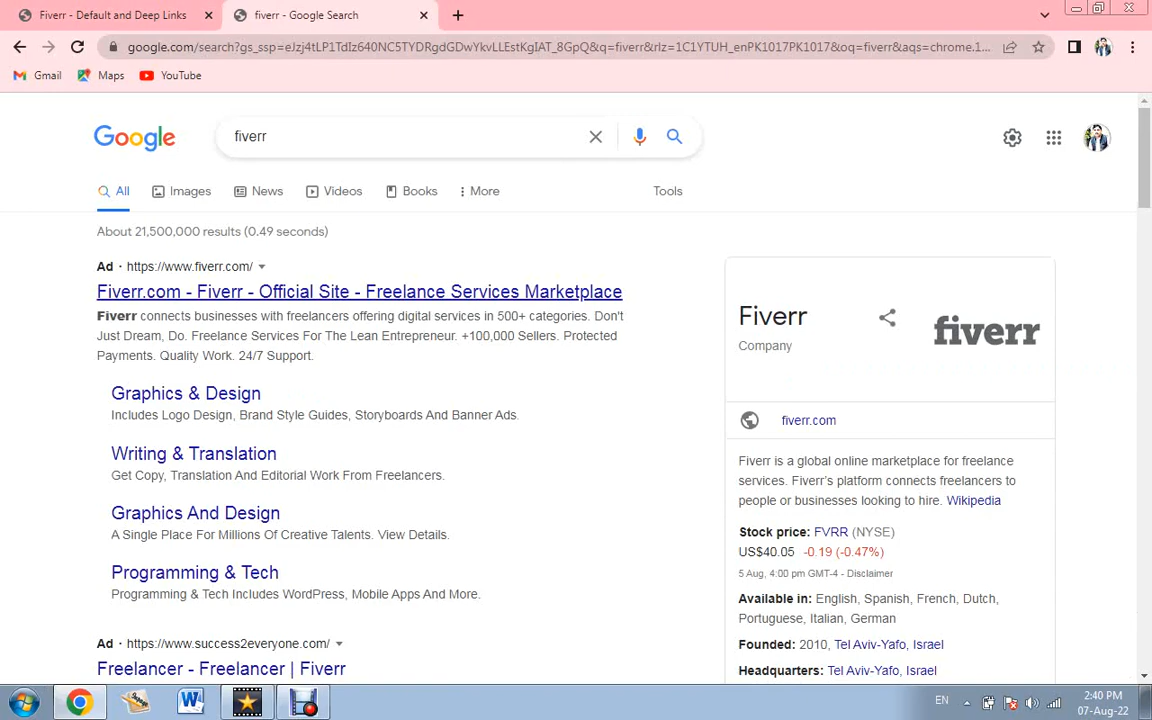 Fiverr - Default and Deep Links
fiverr - Google Search
google.com/search?gs_ssp=eJzj4tLP1TdIz640NC5TYDRgdGDwYkvLLEstKgIAT_8GpQ&q=fiverr&rlz=1C1YTUH_enPK1017PK1017&oq=fiverr&aqs=chrome.1...
Gmail
Maps
YouTube
Google
fiverr
All
Images
News
Videos
Books
More
Tools
About 21,500,000 results (0.49 seconds)
Ad · https://www.fiverr.com/
Fiverr.com - Fiverr - Official Site - Freelance Services Marketplace
Fiverr connects businesses with freelancers offering digital services in 500+ categories. Don't
Just Dream, Do. Freelance Services For The Lean Entrepreneur. +100,000 Sellers. Protected
Payments. Quality Work. 24/7 Support.
Graphics & Design
Includes Logo Design, Brand Style Guides, Storyboards And Banner Ads.
Writing & Translation
Get Copy, Translation And Editorial Work From Freelancers.
Graphics And Design
A Single Place For Millions Of Creative Talents. View Details.
Programming & Tech
Programming & Tech Includes WordPress, Mobile Apps And More.
Ad · https://www.success2everyone.com/
Freelancer - Freelancer | Fiverr
Fiverr
Company
fiverr
fiverr.com
Fiverr is a global online marketplace for freelance
services. Fiverr's platform connects freelancers to
people or businesses looking to hire. Wikipedia
Stock price: FVRR (NYSE)
US$40.05 -0.19 (-0.47%)
5 Aug, 4:00 pm GMT-4 - Disclaimer
Available in: English, Spanish, French, Dutch,
Portuguese, Italian, German
Founded: 2010, Tel Aviv-Yafo, Israel
Headquarters: Tel Aviv-Yafo, Israel
EN
2:40 PM
07-Aug-22